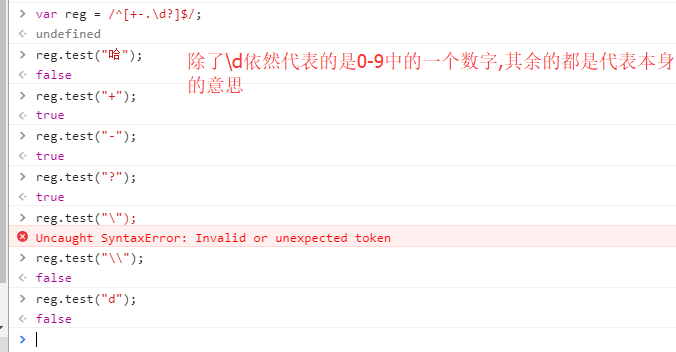 > var reg = /^[+-.\d?]$/;
< undefined
> reg.test("哈");
除了\d依然代表的是0-9中的一个数字,其余的都是代表本身
< false
的意思
> reg.test("+");
< true
> reg.test("-");
< true
> reg.test("?");
< true
> reg.test("\");
Uncaught SyntaxError: Invalid or unexpected token
> reg.test("\\");
< false
> reg.test("d");
< false
>